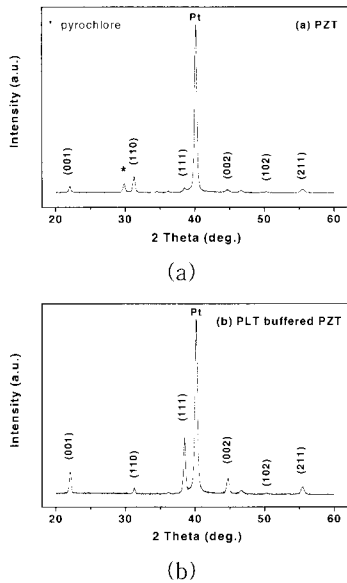 Pt
* pyrochlore
(a) PZT
Intensity (a.u.)
(001)
*
(110)
(111)
(002)
(102)
(211)
20 30 40 50 60
2 Theta (deg.)
(a)
Pt
(b) PLT buffered PZT
Intensity (a.u.)
(001)
(110)
(111)
(002)
(102)
(211)
20 30 40 50 60
2 Theta (deg.)
(b)